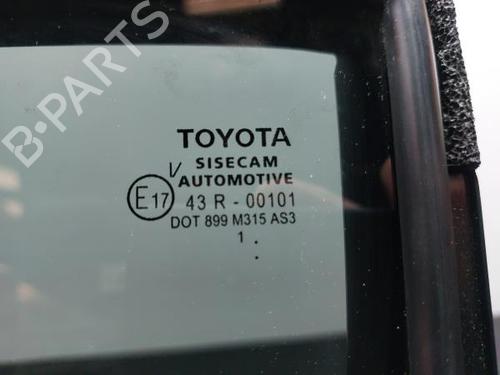 B-PARTS
TOYOTA
SISECAM
V AUTOMOTIVE
E17 43 R - 00101
DOT 899 M315 AS3
1 . .